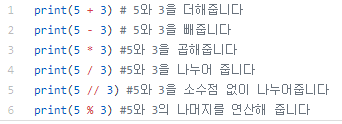 1 print(5 + 3) # 5와 3을 더해줍니다
2 print(5 - 3) # 5와 3을 빼줍니다
3 print(5 * 3) #5와 3을 곱해줍니다
4 print(5 / 3) #5와 3을 나누어 줍니다
5 print(5 // 3) #5와 3을 소수점 없이 나누어줍니다
6 print(5 % 3) #5와 3의 나머지를 연산해 줍니다